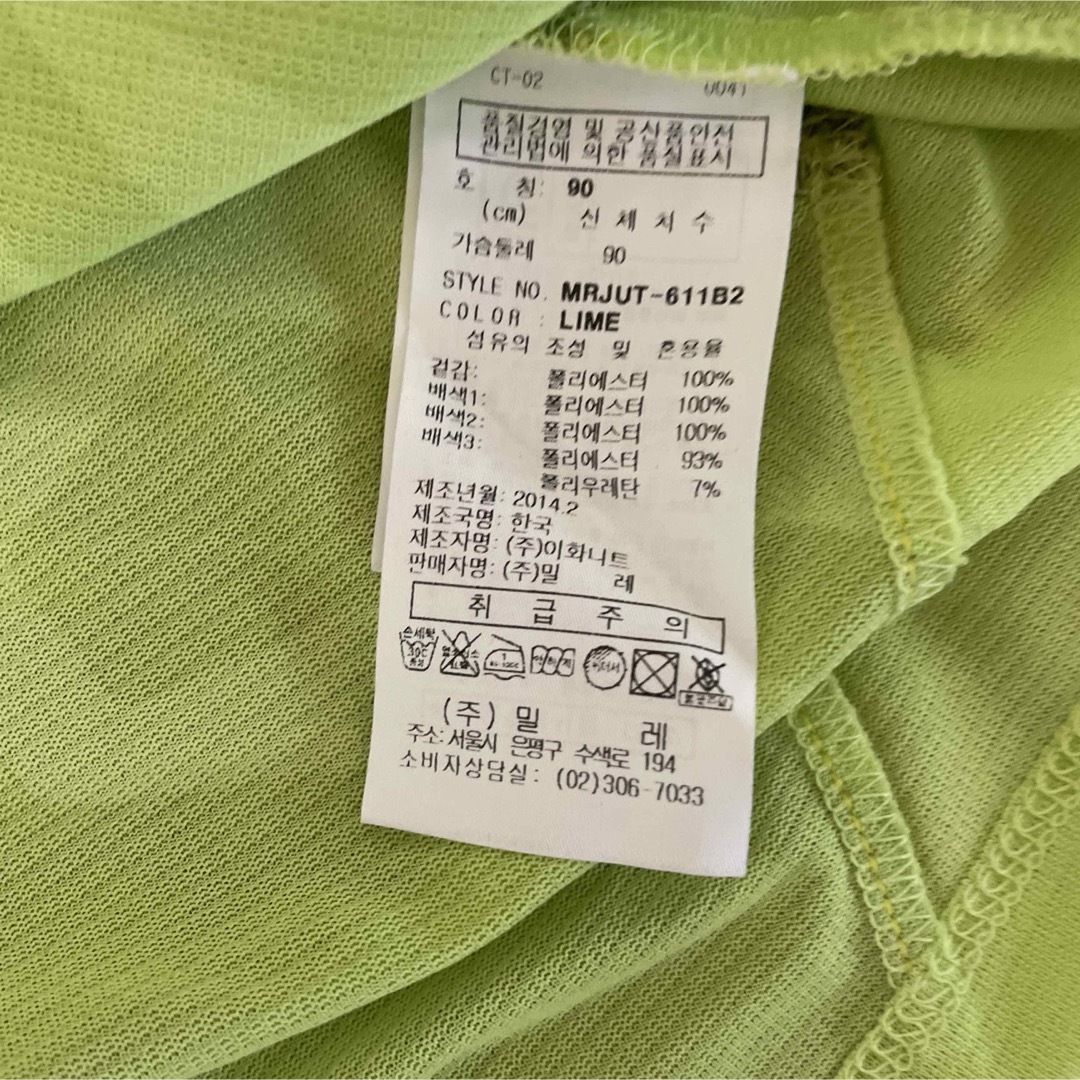 CT-02 0041
품질경영 및 공산품안전
관리법에 의한 품질표시
호 칭: 90
(cm) 신 체 치 수
가슴둘레 90
STYLE NO. MRJUT-611B2
COLOR : LIME
섬유의 조성 및 혼용율
겉감: 폴리에스터 100%
배색1: 폴리에스터 100%
배색2: 폴리에스터 100%
배색3: 폴리에스터 93%
폴리우레탄 7%
제조년월: 2014.2
제조국명: 한국
제조자명: (주)이화니트
판매자명: (주)밀 레
취 급 주 의
손세탁
30C
중성
(주) 밀 레
주소: 서울시 은평구 수색로 194
소비자상담실: (02)306-7033